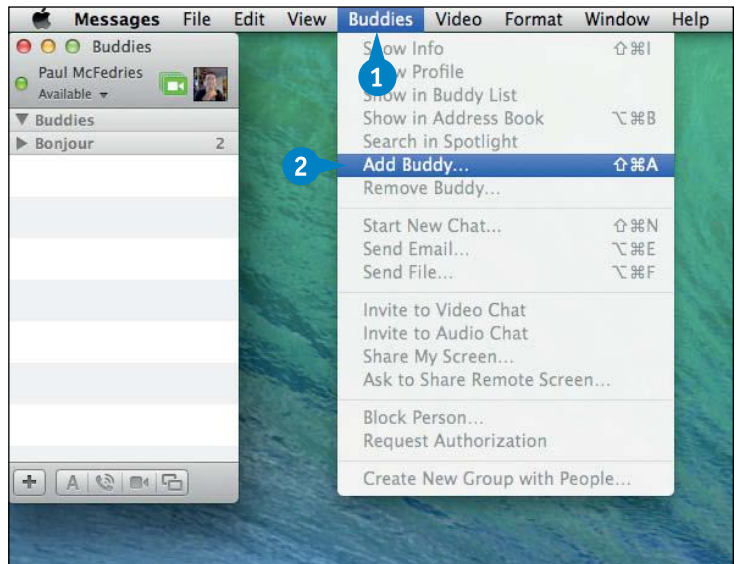 Messages File Edit View Buddies Video Format Window Help
Buddies
Paul McFedries
Available
Buddies
Bonjour 2
1
2
Show Info ⇧⌘I
Profile
Show in Buddy List
Show in Address Book ⌥⌘B
Search in Spotlight
Add Buddy... ⇧⌘A
Remove Buddy...
Start New Chat... ⇧⌘N
Send Email... ⌥⌘E
Send File... ⌥⌘F
Invite to Video Chat
Invite to Audio Chat
Share My Screen...
Ask to Share Remote Screen...
Block Person...
Request Authorization
Create New Group with People...
A